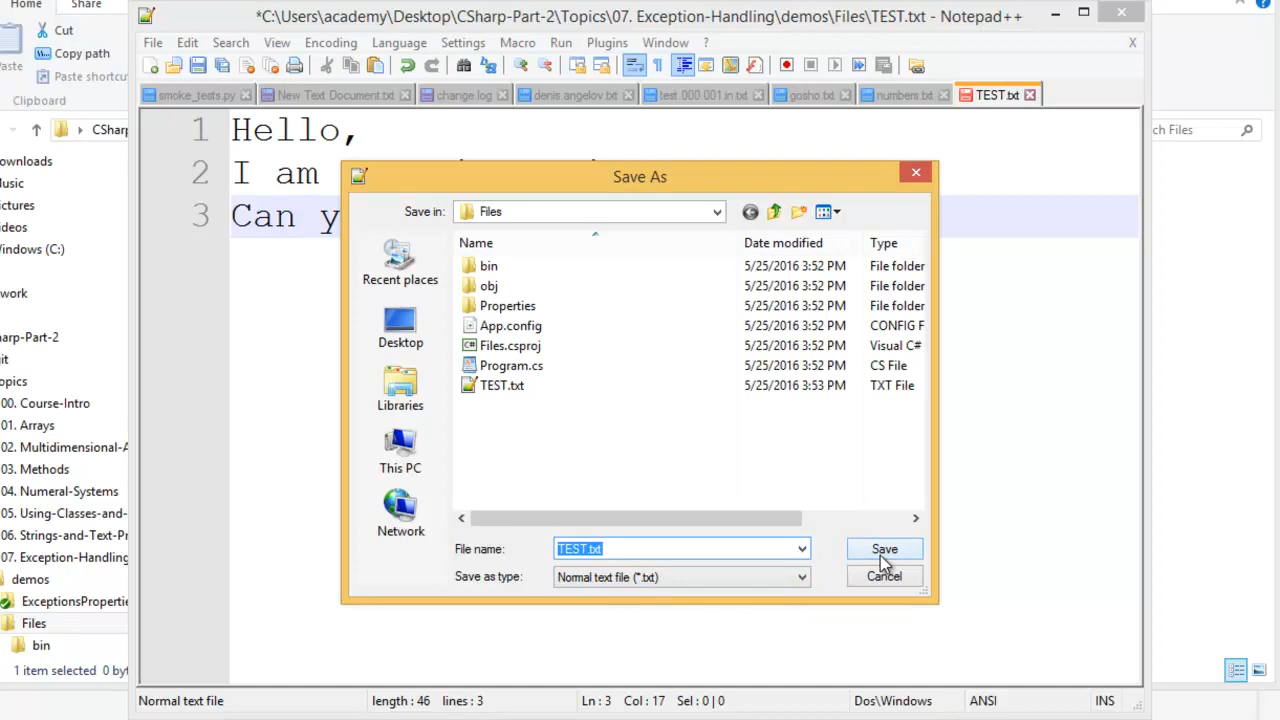 Home Share
*C:\Users\academy\Desktop\CSharp-Part-2\Topics\07. Exception-Handling\demos\Files\TEST.txt - Notepad++
File Edit Search View Encoding Language Settings Macro Run Plugins Window ? X
Cut
Copy path
Paste shortcu
Clipboard
smoke_tests.py New Text Document.txt change.log denis.angelov.txt test.000.001.in.txt gosho.txt numbers.txt TEST.txt
CSharp
ch Files
1 Hello,
2 I am
3 Can y
Save As
Save in: Files
Name Date modified Type
bin 5/25/2016 3:52 PM File folder
obj 5/25/2016 3:52 PM File folder
Properties 5/25/2016 3:52 PM File folder
App.config 5/25/2016 3:52 PM CONFIG F
Files.csproj 5/25/2016 3:52 PM Visual C#
Program.cs 5/25/2016 3:52 PM CS File
TEST.txt 5/25/2016 3:53 PM TXT File
Recent places
Desktop
Libraries
This PC
Network
File name: TEST.txt Save
Save as type: Normal text file (*.txt) Cancel
ownloads
usic
ctures
deos
indows (C:)
work
harp-Part-2
it
opics
00. Course-Intro
01. Arrays
02. Multidimensional-A
03. Methods
04. Numeral-Systems
05. Using-Classes-and-
06. Strings-and-Text-Pr
07. Exception-Handling
demos
ExceptionsPropertie
Files
bin
1 item selected 0 byt
Normal text file length : 46 lines : 3 Ln : 3 Col : 17 Sel : 0 | 0 Dos\Windows ANSI INS